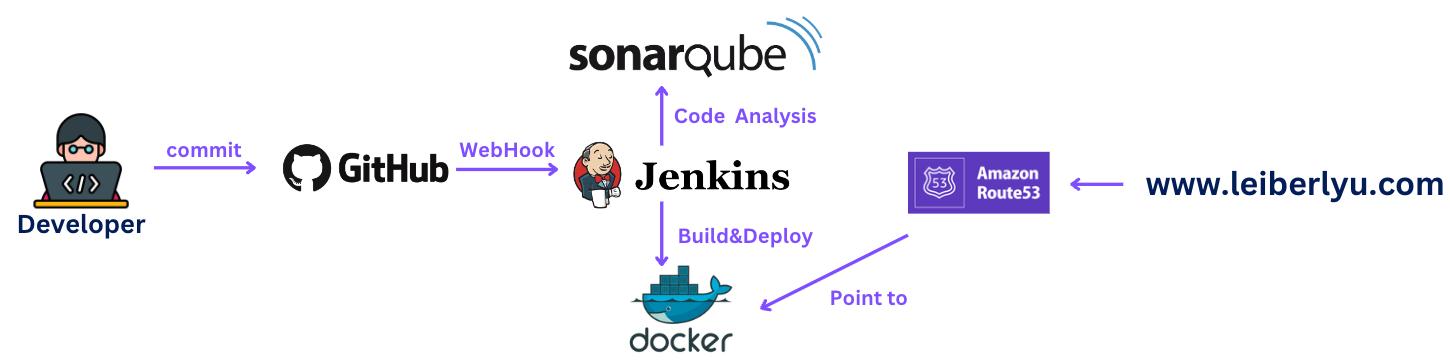 sonarqube
Code Analysis
commit
GitHub
WebHook
Jenkins
53
Amazon
Route53
www.leiberlyu.com
</>
Developer
Build&Deploy
Point to
docker